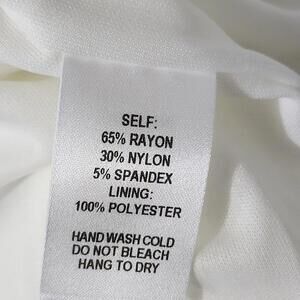 SELF:
65% RAYON
30% NYLON
5% SPANDEX
LINING:
100% POLYESTER
HAND WASH COLD
DO NOT BLEACH
HANG TO DRY